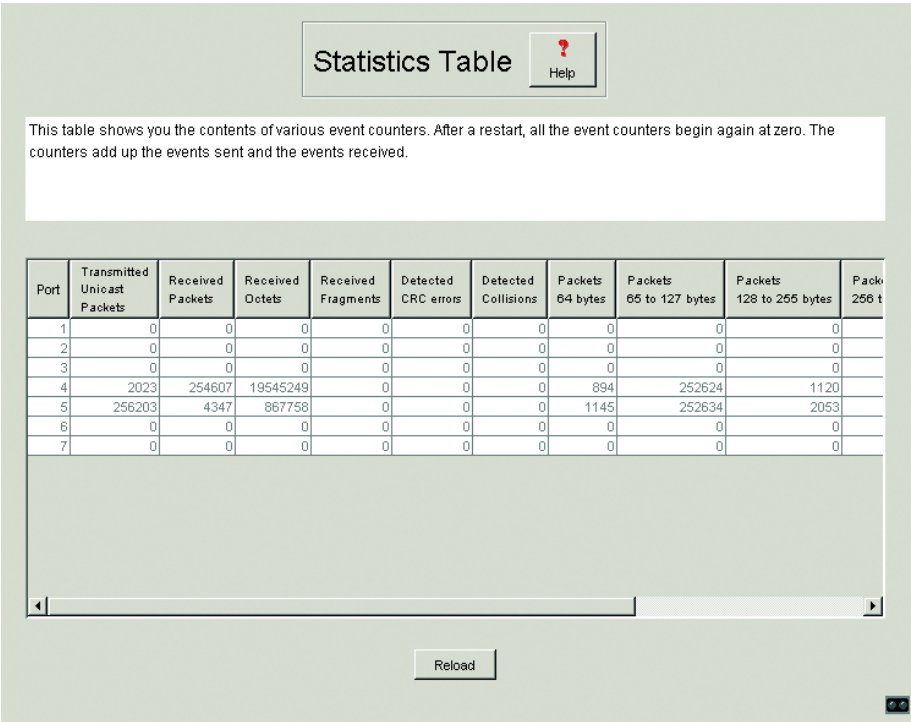 Statistics Table
?
Help
This table shows you the contents of various event counters. After a restart, all the event counters begin again at zero. The
counters add up the events sent and the events received.
Port Transmitted Unicast Packets Received Packets Received Octets Received Fragments Detected CRC errors Detected Collisions Packets 64 bytes Packets 65 to 127 bytes Packets 128 to 255 bytes 256
1 0 0 0 0 0 0 0 0 0
2 0 0 0 0 0 0 0 0 0
3 0 0 0 0 0 0 0 0 0
4 2023 254607 19545249 0 0 0 894 252624 1120
5 256203 4347 867758 0 0 0 1145 252634 2053
6 0 0 0 0 0 0 0 0 0
7 0 0 0 0 0 0 0 0 0
Reload